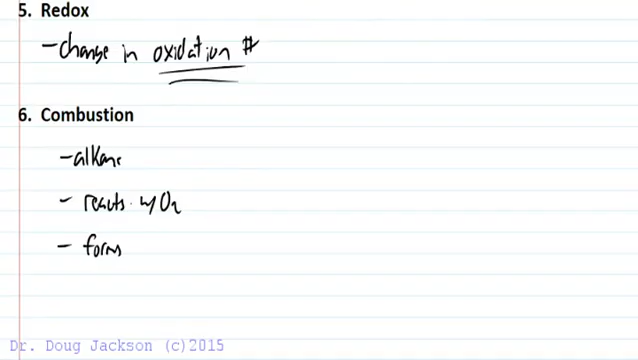 5. Redox
- change in oxidation #
6. Combustion
- alkane
- reacts w/ O2
- form
Dr. Doug Jackson (c)2015